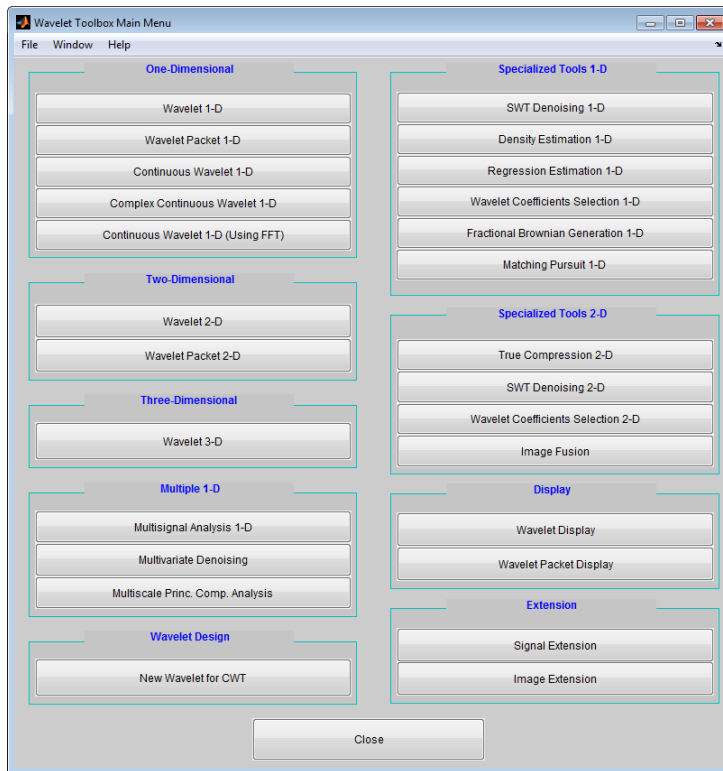 Wavelet Toolbox Main Menu
File Window Help
One-Dimensional
Wavelet 1-D
Wavelet Packet 1-D
Continuous Wavelet 1-D
Complex Continuous Wavelet 1-D
Continuous Wavelet 1-D (Using FFT)
Two-Dimensional
Wavelet 2-D
Wavelet Packet 2-D
Three-Dimensional
Wavelet 3-D
Multiple 1-D
Multisignal Analysis 1-D
Multivariate Denoising
Multiscale Princ. Comp. Analysis
Wavelet Design
New Wavelet for CWT
Specialized Tools 1-D
SWT Denoising 1-D
Density Estimation 1-D
Regression Estimation 1-D
Wavelet Coefficients Selection 1-D
Fractional Brownian Generation 1-D
Matching Pursuit 1-D
Specialized Tools 2-D
True Compression 2-D
SWT Denoising 2-D
Wavelet Coefficients Selection 2-D
Image Fusion
Display
Wavelet Display
Wavelet Packet Display
Extension
Signal Extension
Image Extension
Close